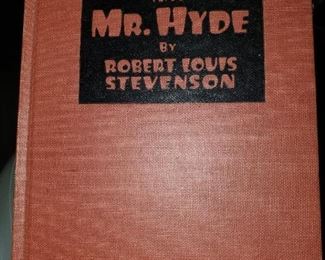 MR. HYDE
BY
ROBERT LOUIS
STEVENSON